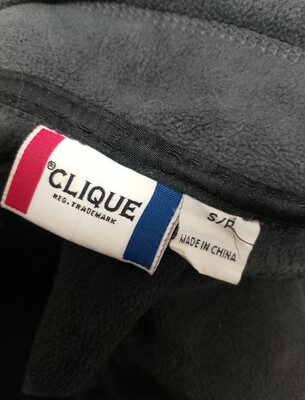 ®CLIQUE
REG. TRADEMARK
S/P
MADE IN CHINA